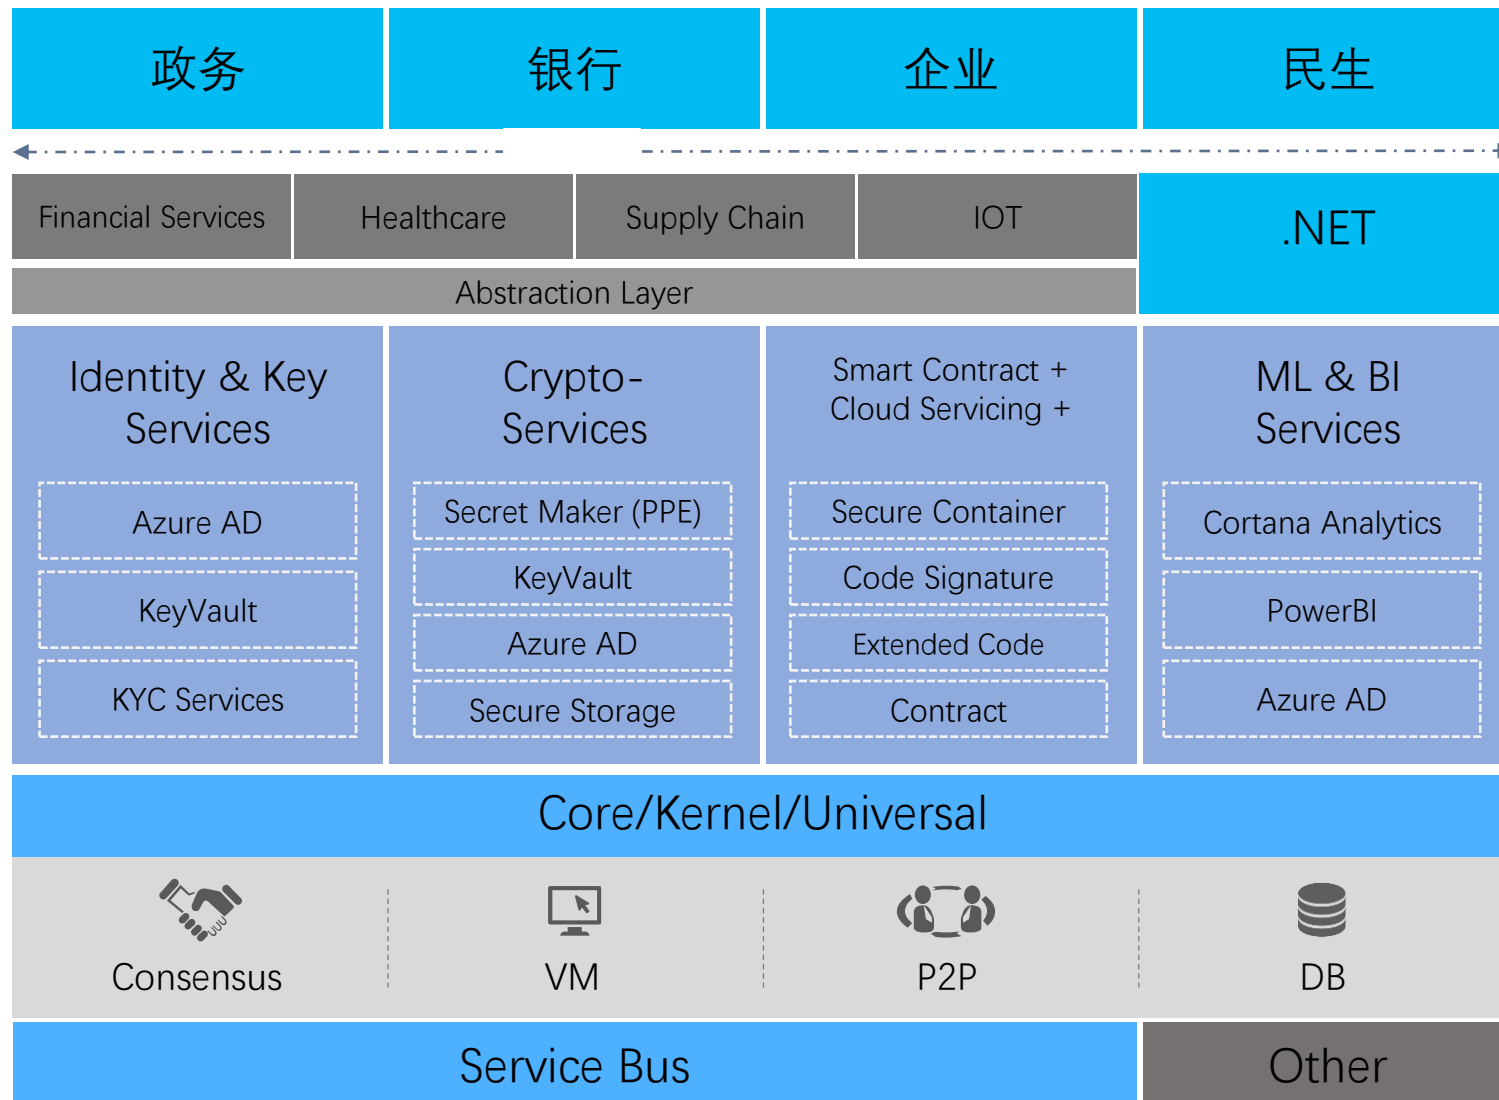 政务
银行
企业
民生
Financial Services
Healthcare
Supply Chain
IOT
.NET
Abstraction Layer
Identity & Key
Services
Azure AD
KeyVault
KYC Services
Crypto-
Services
Secret Maker (PPE)
KeyVault
Azure AD
Secure Storage
Smart Contract +
Cloud Servicing +
Secure Container
Code Signature
Extended Code
Contract
ML & BI
Services
Cortana Analytics
PowerBI
Azure AD
Core/Kernel/Universal
Consensus
VM
P2P
DB
Service Bus
Other